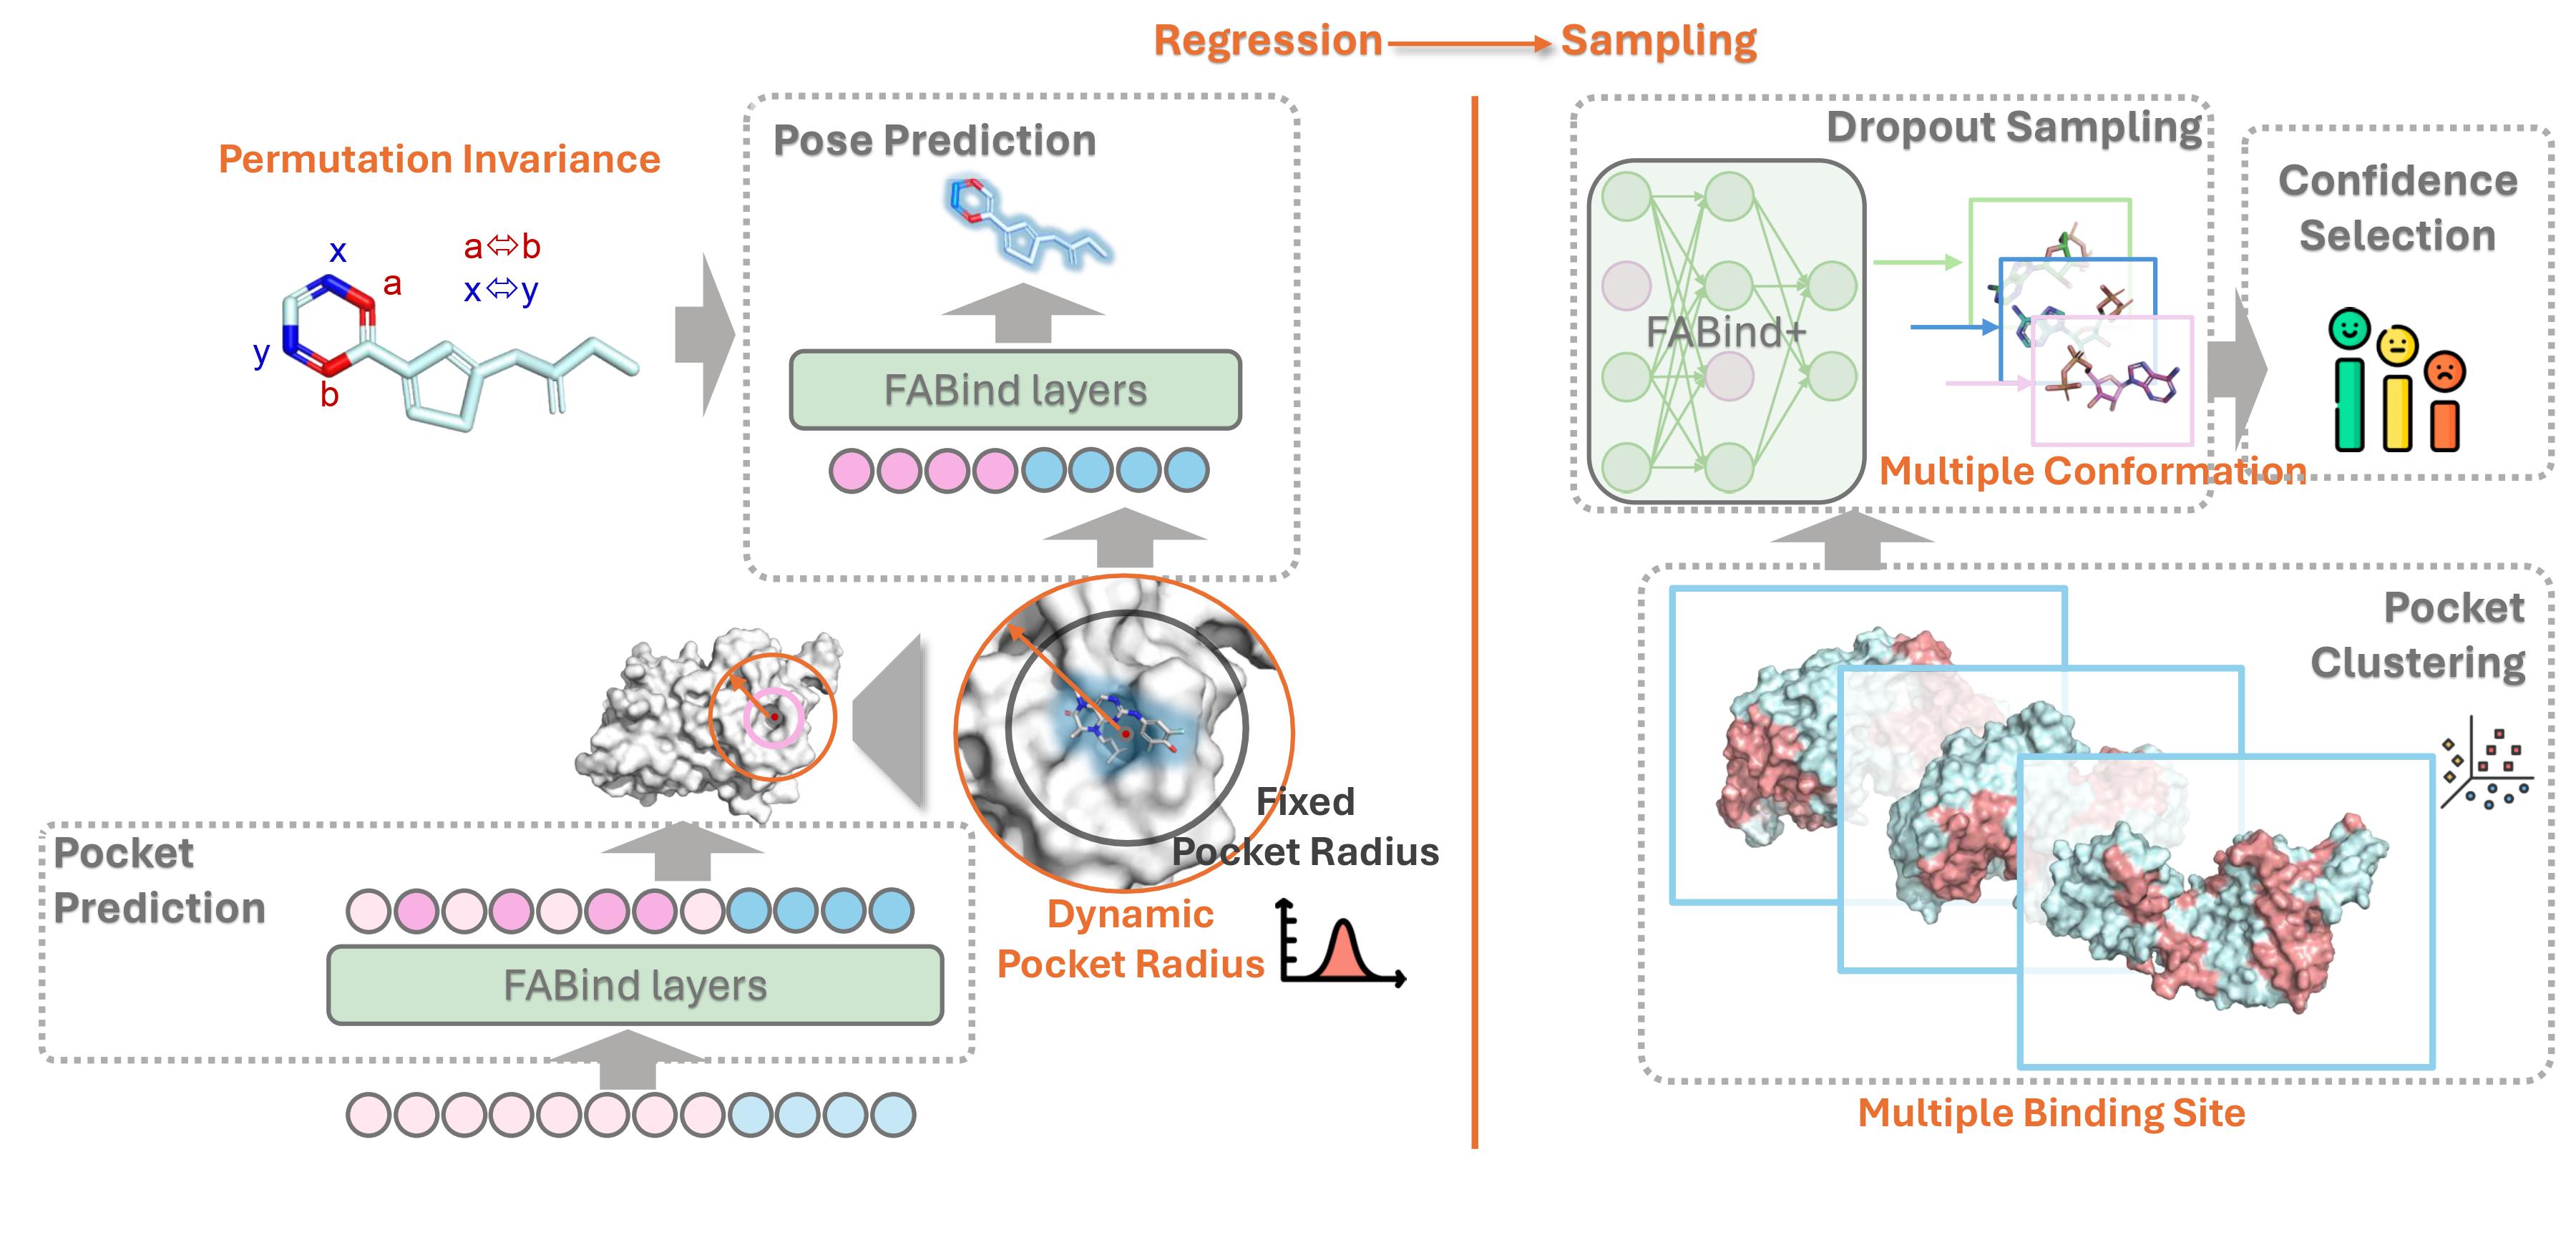 Regression → Sampling
Permutation Invariance
x
a
y
b
a⇔b
x⇔y
Pose Prediction
FABind layers
Fixed
Pocket Radius
Dynamic
Pocket Radius
Pocket
Prediction
FABind layers
Dropout Sampling
FABind+
Multiple Conformation
Confidence
Selection
Pocket
Clustering
Multiple Binding Site